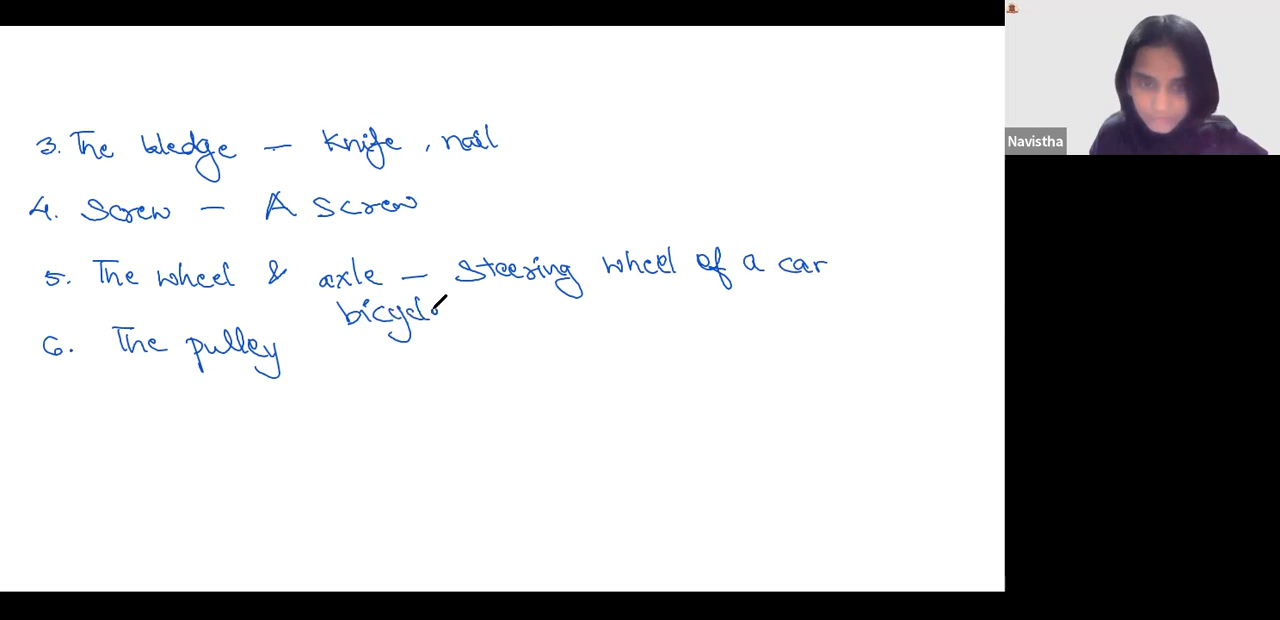 3. The Wedge - Knife, nail
4. Screw - A screw
5. The wheel & axle - steering wheel of a car
bicycle
6. The pulley
Navistha